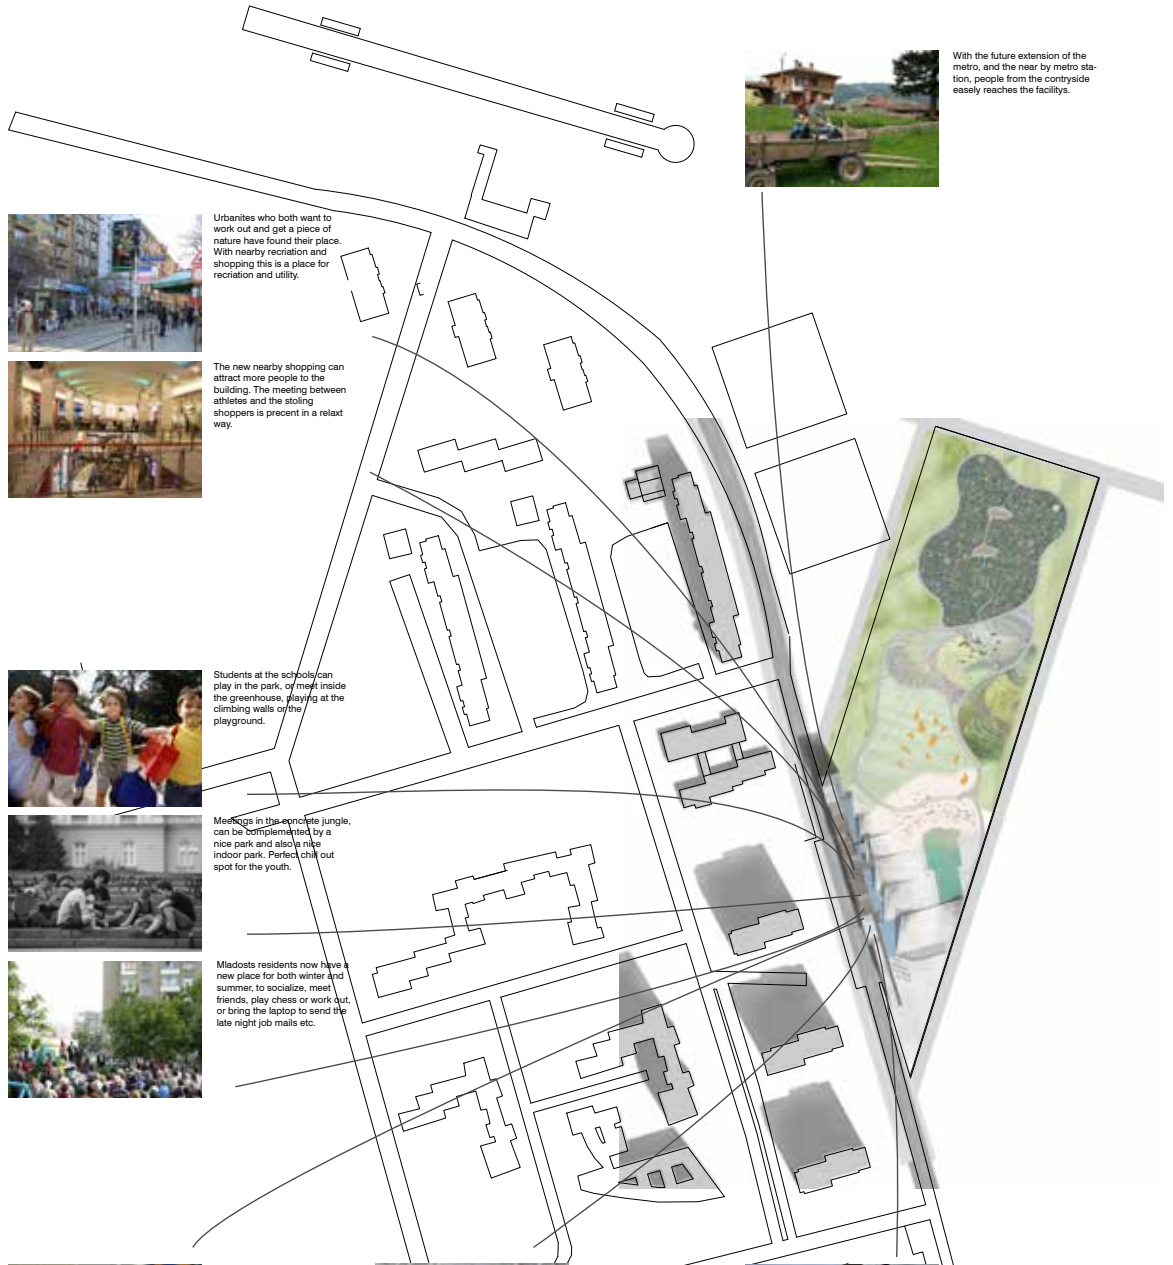 With the future extension of the
metro, and the near by metro sta-
tion, people from the contryside
easely reaches the facilitys.
Urbanites who both want to
work out and get a piece of
nature have found their place.
With nearby recriation and
shopping this is a place for
recriation and utility.
The new nearby shopping can
attract more people to the
building. The meeting between
athletes and the stoling
shoppers is precent in a relaxt
way.
Students at the schools can
play in the park, or meet inside
the greenhouse, playing at the
climbing walls or the
playground.
Meetings in the concrete jungle,
can be complemented by a
nice park and also a nice
indoor park. Perfect chill out
spot for the youth.
Mladosts residents now have a
new place for both winter and
summer, to socialize, meet
friends, play chess or work out,
or bring the laptop to send the
late night job mails etc.